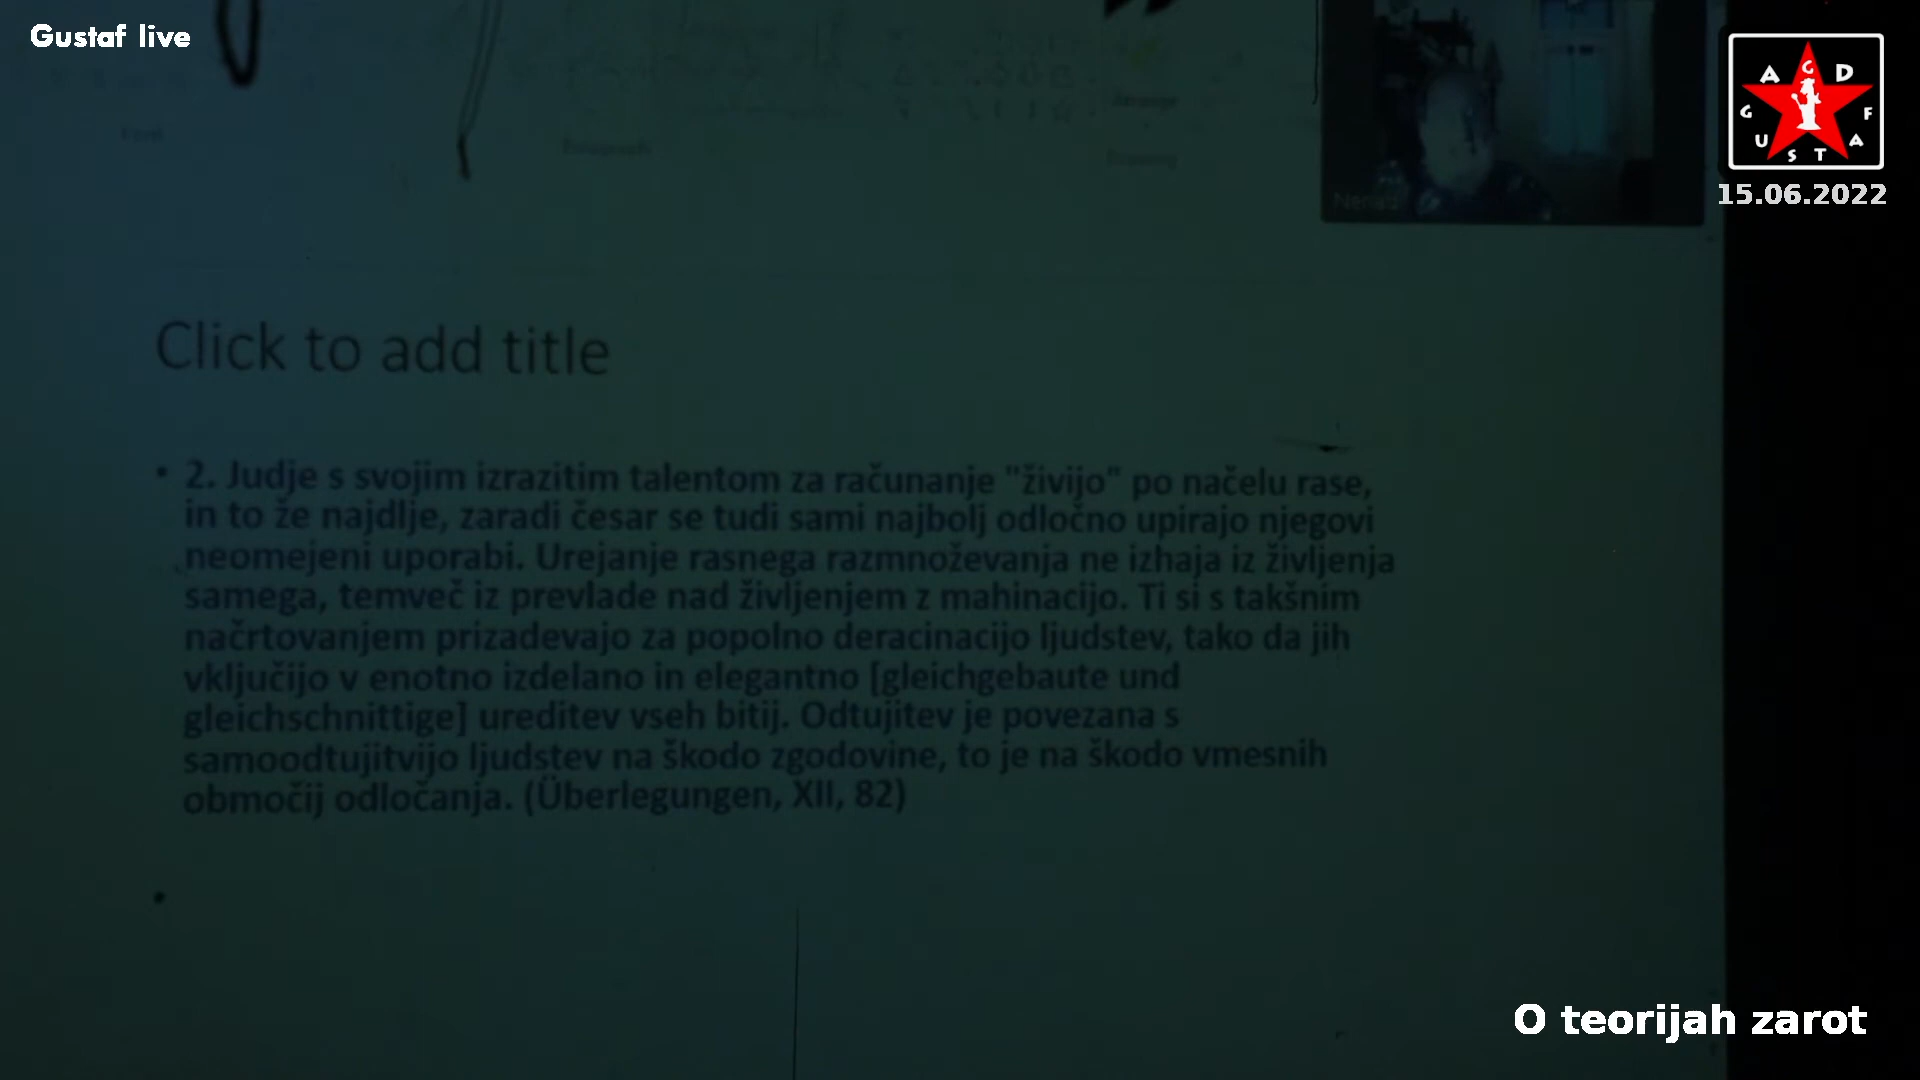 Gustaf live
A G D
G F
U S T A
15.06.2022
Paragraph
Drawing
Click to add title
• 2. Judje s svojim izrazitim talentom za računanje "živijo" po načelu rase,
in to že najdlje, zaradi česar se tudi sami najbolj odločno upirajo njegovi
neomejeni uporabi. Urejanje rasnega razmnoževanja ne izhaja iz življenja
samega, temveč iz prevlade nad življenjem z mahinacijo. Ti si s takšnim
načrtovanjem prizadevajo za popolno deracinacijo ljudstev, tako da jih
vključijo v enotno izdelano in elegantno [gleichgebaute und
gleichschnittige] ureditev vseh bitij. Odtujitev je povezana s
samoodtujitvijo ljudstev na škodo zgodovine, to je na škodo vmesnih
območij odločanja. (Überlegungen, XII, 82)
O teorijah zarot